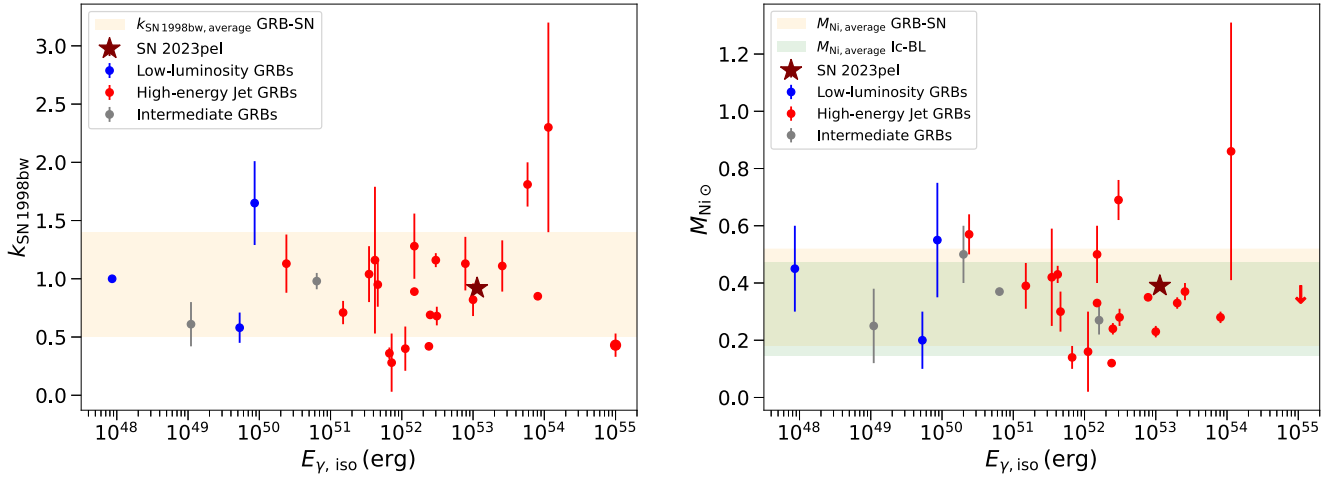 k_SN 1998bw, average GRB-SN
SN 2023pel
Low-luminosity GRBs
High-energy Jet GRBs
Intermediate GRBs
3.0
2.5
2.0
1.5
1.0
0.5
0.0
k_SN 1998bw
10^48 10^49 10^50 10^51 10^52 10^53 10^54 10^55
E_γ, iso (erg)
M_Ni, average GRB-SN
M_Ni, average Ic-BL
SN 2023pel
Low-luminosity GRBs
High-energy Jet GRBs
Intermediate GRBs
1.2
1.0
0.8
0.6
0.4
0.2
0.0
M_Ni ⊙
10^48 10^49 10^50 10^51 10^52 10^53 10^54 10^55
E_γ, iso (erg)